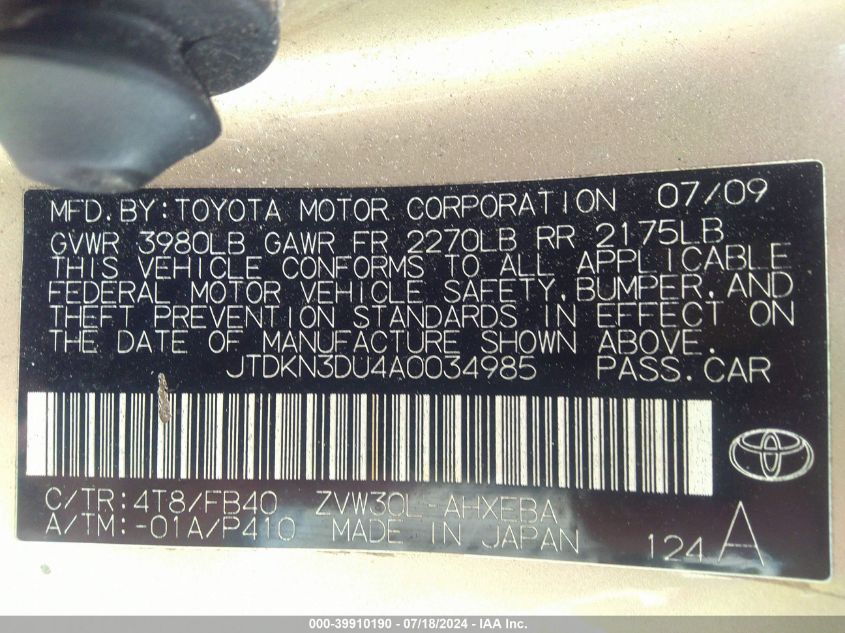 MFD.BY:TOYOTA MOTOR CORPORATION 07/09
GVWR 3980LB GAWR FR 2270LB RR 2175LB
THIS VEHICLE CONFORMS TO ALL APPLICABLE
FEDERAL MOTOR VEHICLE SAFETY,BUMPER,AND
THEFT PREVENTION STANDARDS IN EFFECT ON
THE DATE OF MANUFACTURE SHOWN ABOVE.
JTDKN3DU4A0034985 PASS.CAR
C/TR:4T8/FB40 ZVW30L-AHXEBA
A/TM:-01A/P410 MADE IN JAPAN 124 A
000-39910190 - 07/18/2024 - IAA Inc.